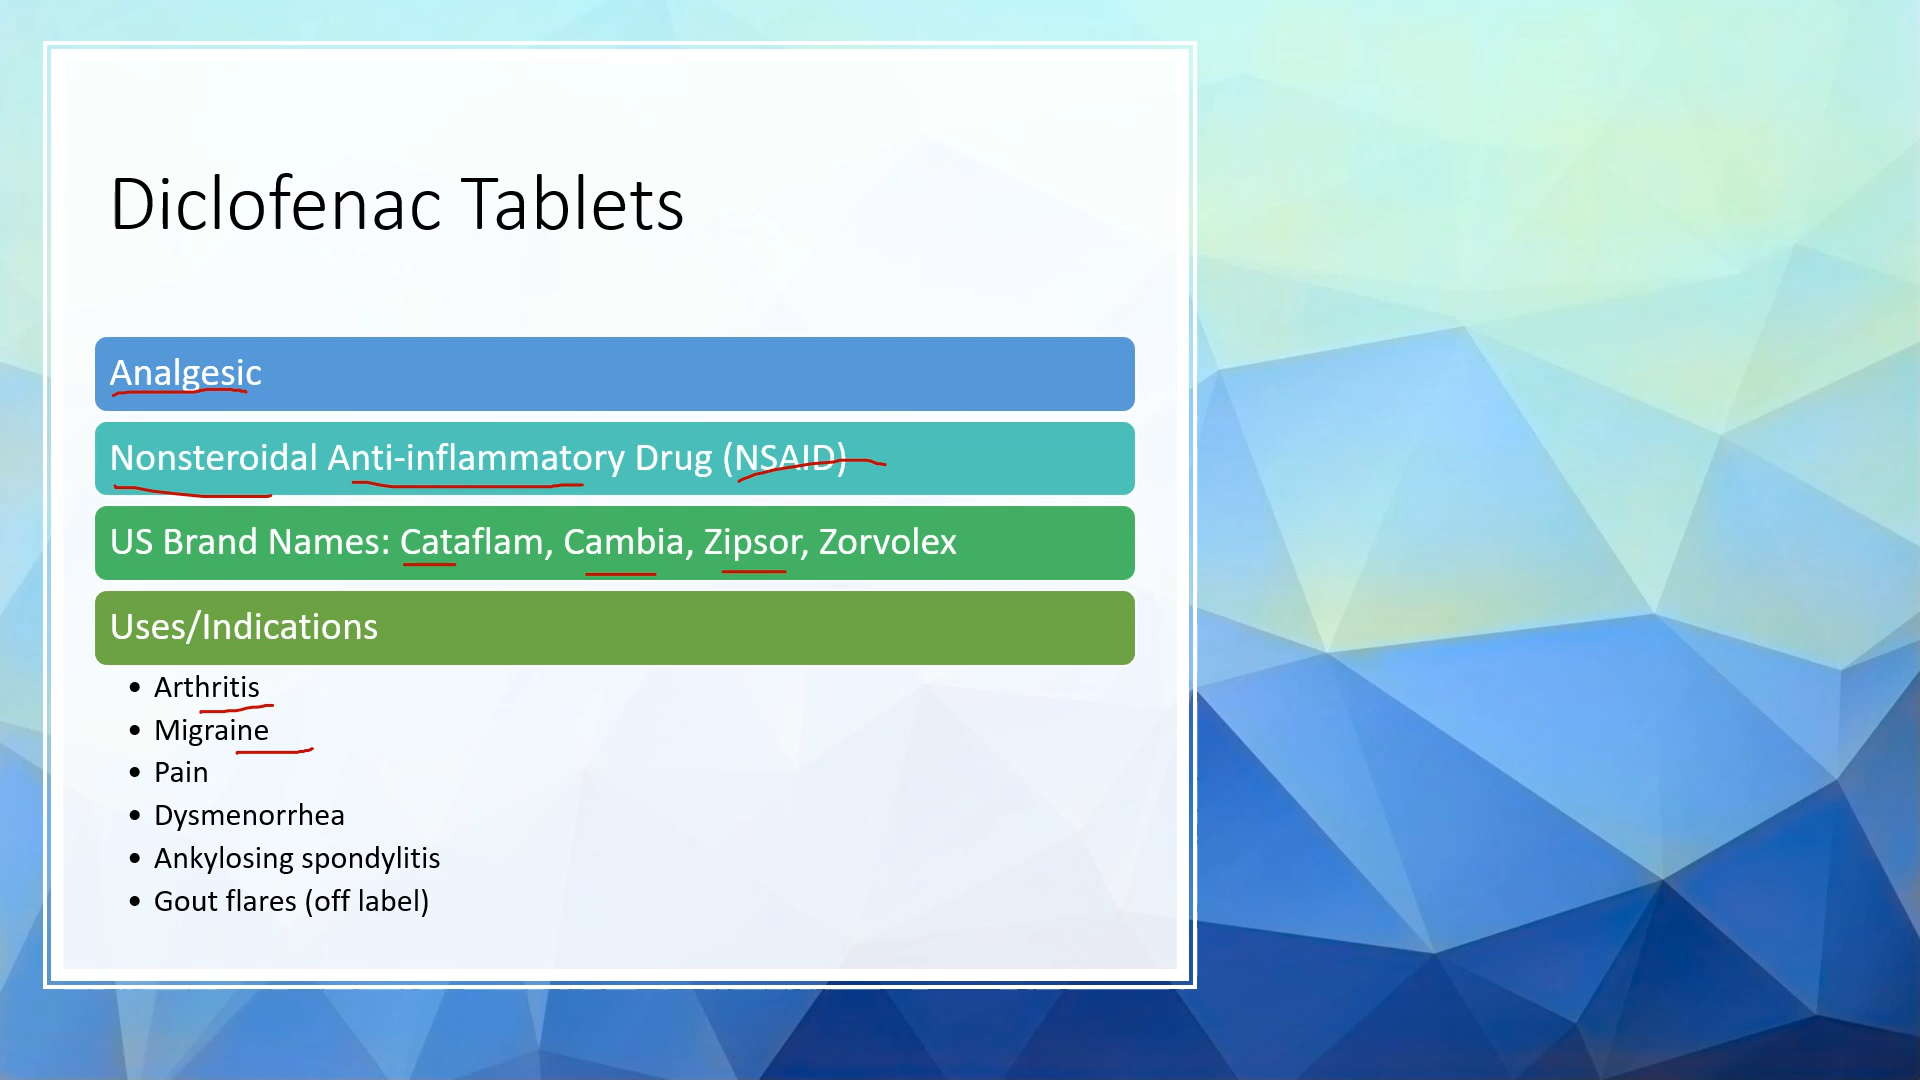 Diclofenac Tablets
Analgesic
Nonsteroidal Anti-inflammatory Drug (NSAID)
US Brand Names: Cataflam, Cambia, Zipsor, Zorvolex
Uses/Indications
• Arthritis
• Migraine
• Pain
• Dysmenorrhea
• Ankylosing spondylitis
• Gout flares (off label)